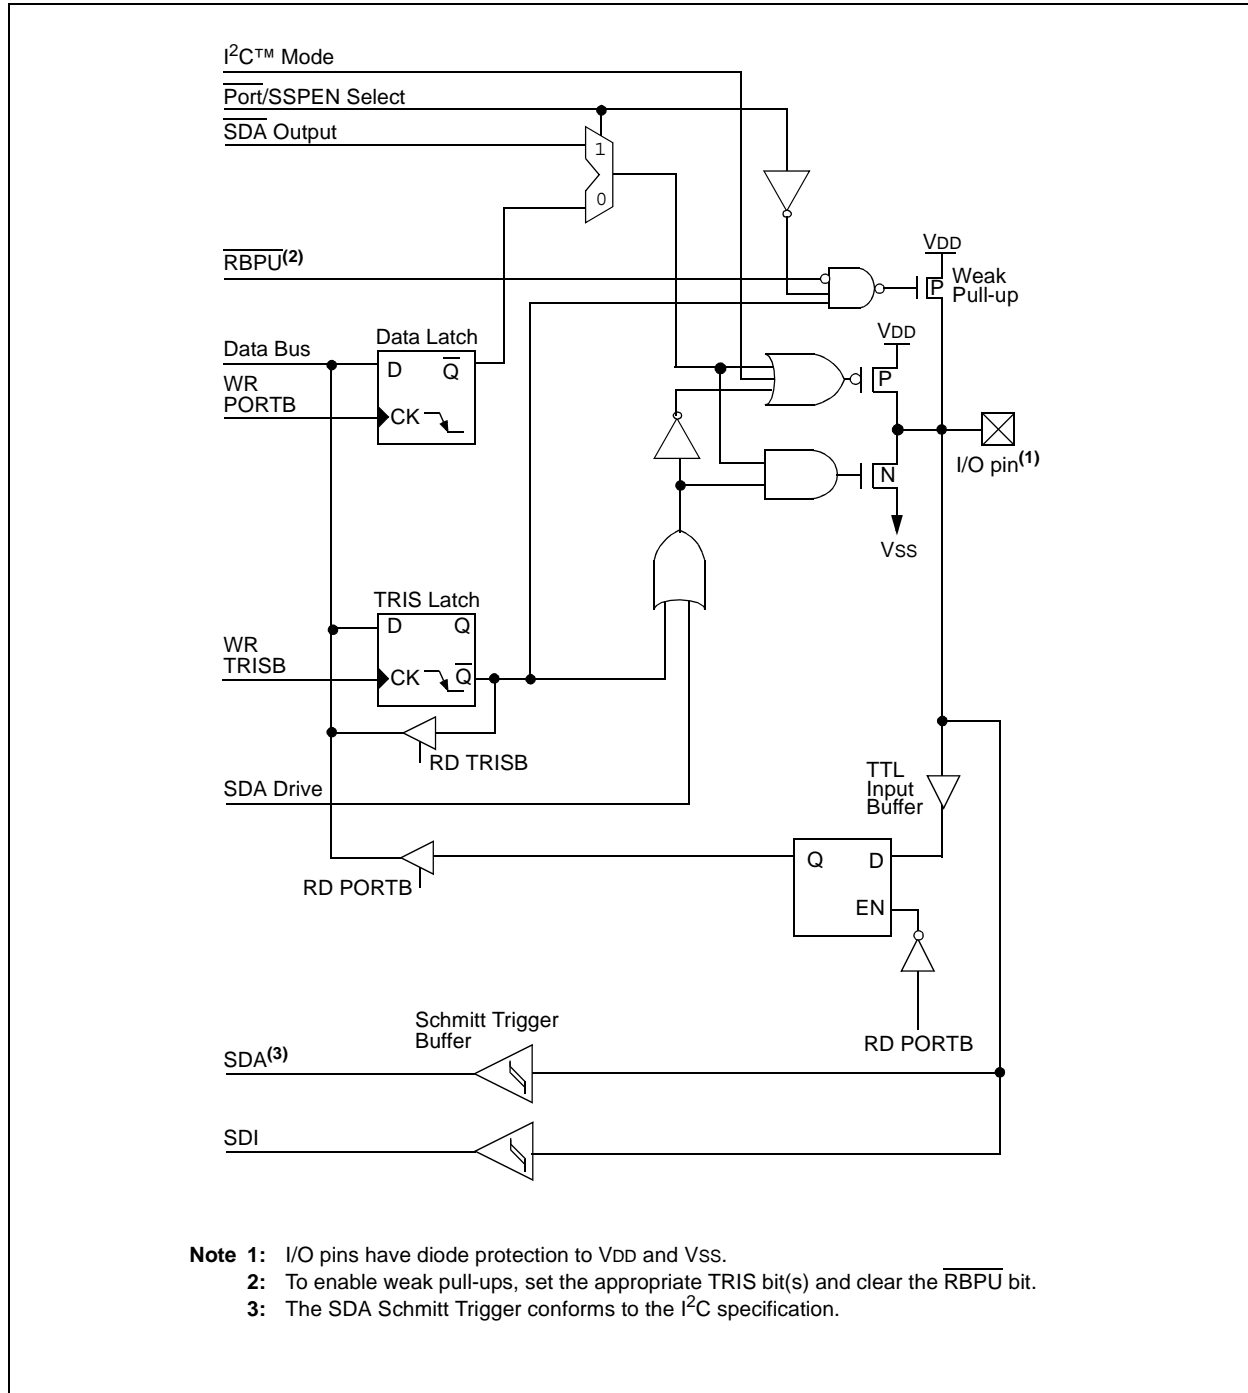 I²C™ Mode
Port/SSPEN Select
SDA Output
1
0
RBPU(2)
VDD
Weak
Pull-up
P
Data Latch
VDD
Data Bus
D
Q
P
WR
PORTB
CK
I/O pin(1)
N
VSS
TRIS Latch
D
Q
WR
TRISB
CK
Q
RD TRISB
TTL
Input
Buffer
SDA Drive
Q
D
RD PORTB
EN
Schmitt Trigger
Buffer
RD PORTB
SDA(3)
SDI
Note 1: I/O pins have diode protection to VDD and VSS.
2: To enable weak pull-ups, set the appropriate TRIS bit(s) and clear the RBPU bit.
3: The SDA Schmitt Trigger conforms to the I²C specification.